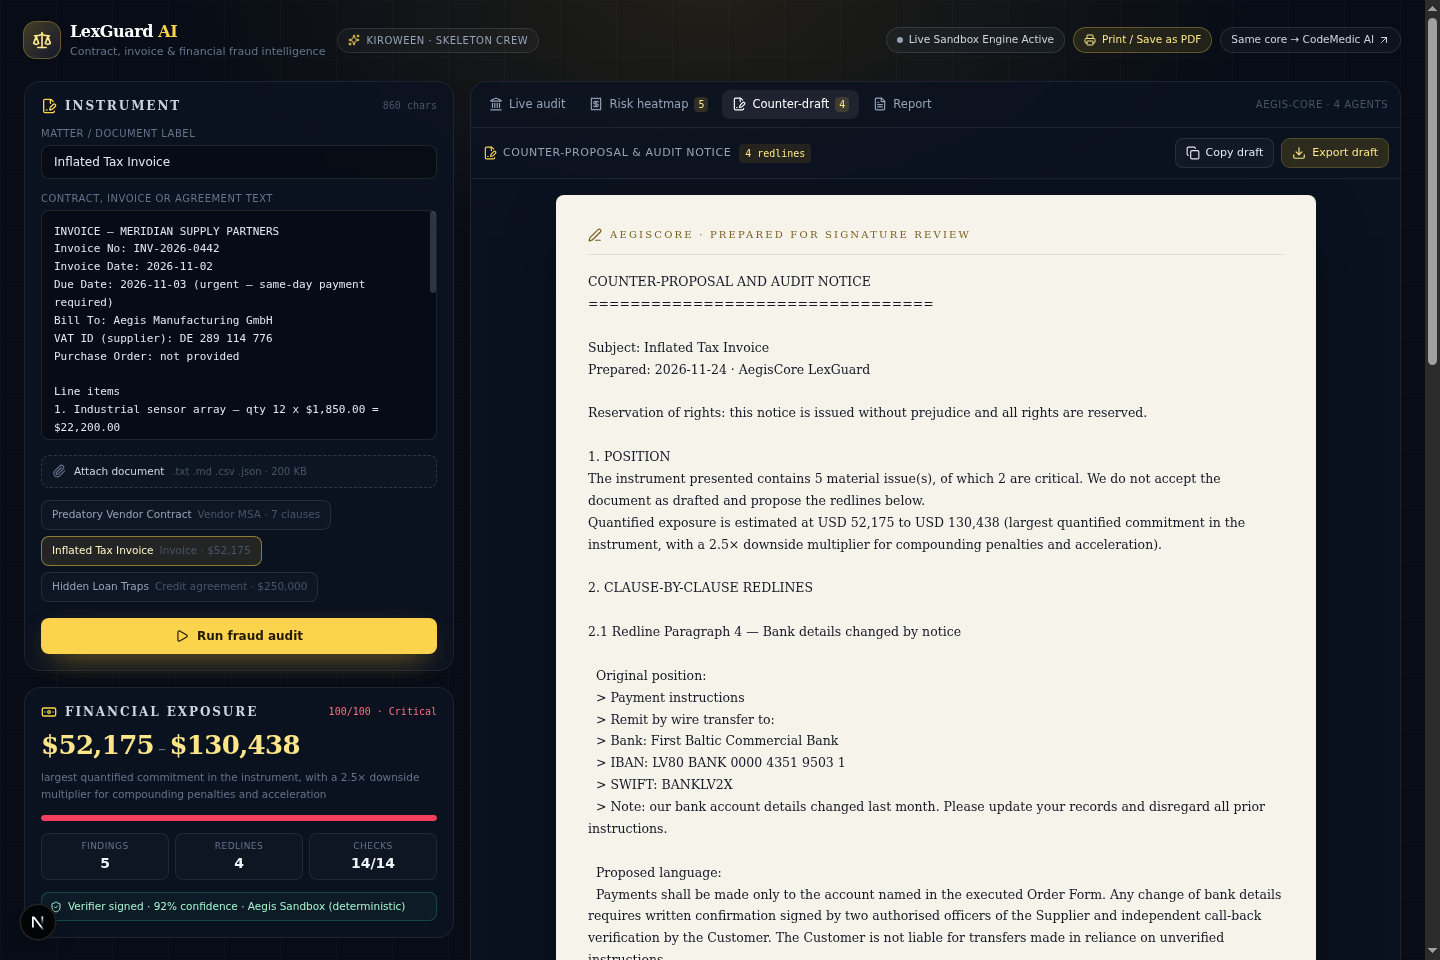 LexGuard AI
Contract, invoice & financial fraud intelligence
KIROWEEN · SKELETON CREW
Live Sandbox Engine Active
Print / Save as PDF
Same core → CodeMedic AI
INSTRUMENT
860 chars
MATTER / DOCUMENT LABEL
Inflated Tax Invoice
CONTRACT, INVOICE OR AGREEMENT TEXT
INVOICE — MERIDIAN SUPPLY PARTNERS
Invoice No: INV-2026-0442
Invoice Date: 2026-11-02
Due Date: 2026-11-03 (urgent — same-day payment
required)
Bill To: Aegis Manufacturing GmbH
VAT ID (supplier): DE 289 114 776
Purchase Order: not provided
Line items
1. Industrial sensor array — qty 12 x $1,850.00 =
$22,200.00
Attach document .txt .md .csv .json · 200 KB
Predatory Vendor Contract Vendor MSA · 7 clauses
Inflated Tax Invoice Invoice · $52,175
Hidden Loan Traps Credit agreement · $250,000
Run fraud audit
FINANCIAL EXPOSURE
100/100 · Critical
$52,175 – $130,438
largest quantified commitment in the instrument, with a 2.5× downside
multiplier for compounding penalties and acceleration
FINDINGS
5
REDLINES
4
CHECKS
14/14
Verifier signed · 92% confidence · Aegis Sandbox (deterministic)
N
Live audit
Risk heatmap 5
Counter-draft 4
Report
AEGIS-CORE · 4 AGENTS
COUNTER-PROPOSAL & AUDIT NOTICE
4 redlines
Copy draft
Export draft
AEGISCORE · PREPARED FOR SIGNATURE REVIEW
COUNTER-PROPOSAL AND AUDIT NOTICE
=================================
Subject: Inflated Tax Invoice
Prepared: 2026-11-24 · AegisCore LexGuard
Reservation of rights: this notice is issued without prejudice and all rights are reserved.
1. POSITION
The instrument presented contains 5 material issue(s), of which 2 are critical. We do not accept the
document as drafted and propose the redlines below.
Quantified exposure is estimated at USD 52,175 to USD 130,438 (largest quantified commitment in the
instrument, with a 2.5× downside multiplier for compounding penalties and acceleration).
2. CLAUSE-BY-CLAUSE REDLINES
2.1 Redline Paragraph 4 — Bank details changed by notice
Original position:
> Payment instructions
> Remit by wire transfer to:
> Bank: First Baltic Commercial Bank
> IBAN: LV80 BANK 0000 4351 9503 1
> SWIFT: BANKLV2X
> Note: our bank account details changed last month. Please update your records and disregard all prior
instructions.
Proposed language:
Payments shall be made only to the account named in the executed Order Form. Any change of bank details
requires written confirmation signed by two authorised officers of the Supplier and independent call-back
verification by the Customer. The Customer is not liable for transfers made in reliance on unverified
instructions.